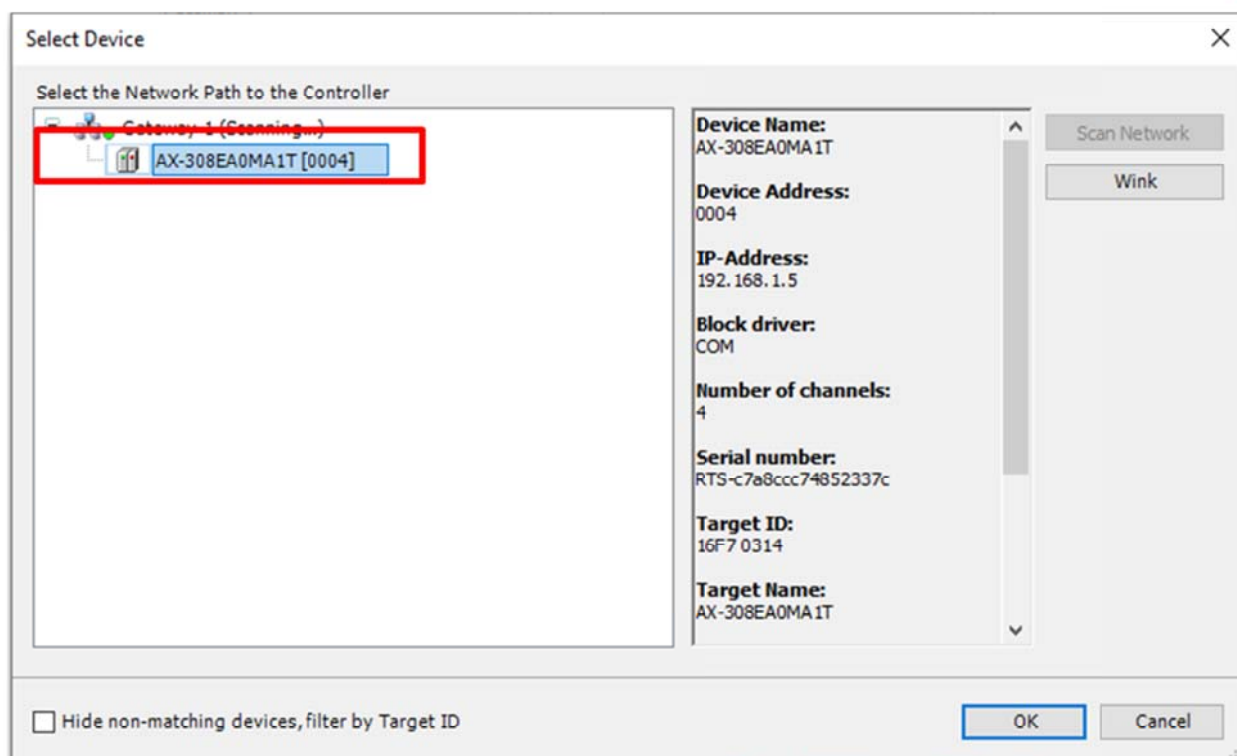 Select Device
Select the Network Path to the Controller
Gateway-1 (Scanning...)
AX-308EA0MA1T [0004]
Device Name:
AX-308EA0MA1T
Device Address:
0004
IP-Address:
192.168.1.5
Block driver:
COM
Number of channels:
4
Serial number:
RTS-c7a8ccc74852337c
Target ID:
16F7 0314
Target Name:
AX-308EA0MA1T
Scan Network
Wink
Hide non-matching devices, filter by Target ID
OK
Cancel